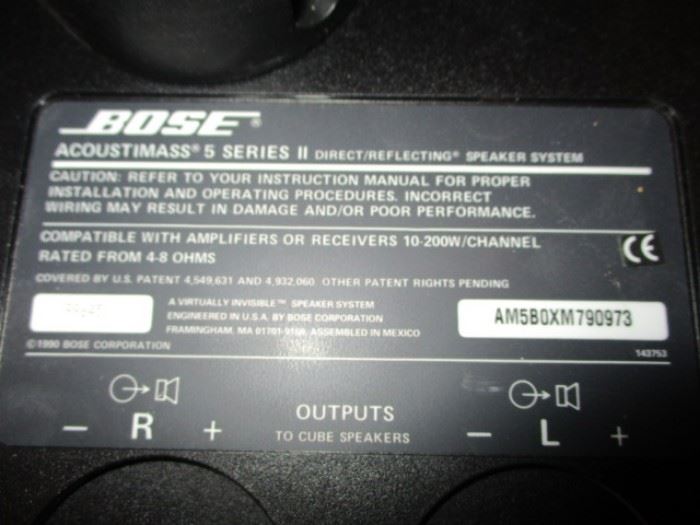 BOSE®
ACOUSTIMASS® 5 SERIES II DIRECT/REFLECTING® SPEAKER SYSTEM
CAUTION: REFER TO YOUR INSTRUCTION MANUAL FOR PROPER
INSTALLATION AND OPERATING PROCEDURES. INCORRECT
WIRING MAY RESULT IN DAMAGE AND/OR POOR PERFORMANCE.
COMPATIBLE WITH AMPLIFIERS OR RECEIVERS 10-200W/CHANNEL
RATED FROM 4-8 OHMS
CE
COVERED BY U.S. PATENT 4,549,631 AND 4,932,060. OTHER PATENT RIGHTS PENDING
A VIRTUALLY INVISIBLE™ SPEAKER SYSTEM
ENGINEERED IN U.S.A. BY BOSE CORPORATION
FRAMINGHAM, MA 01701-9168, ASSEMBLED IN MEXICO
AM5B0XM790973
©1990 BOSE CORPORATION
143753
OUTPUTS
TO CUBE SPEAKERS
− R +
− L +